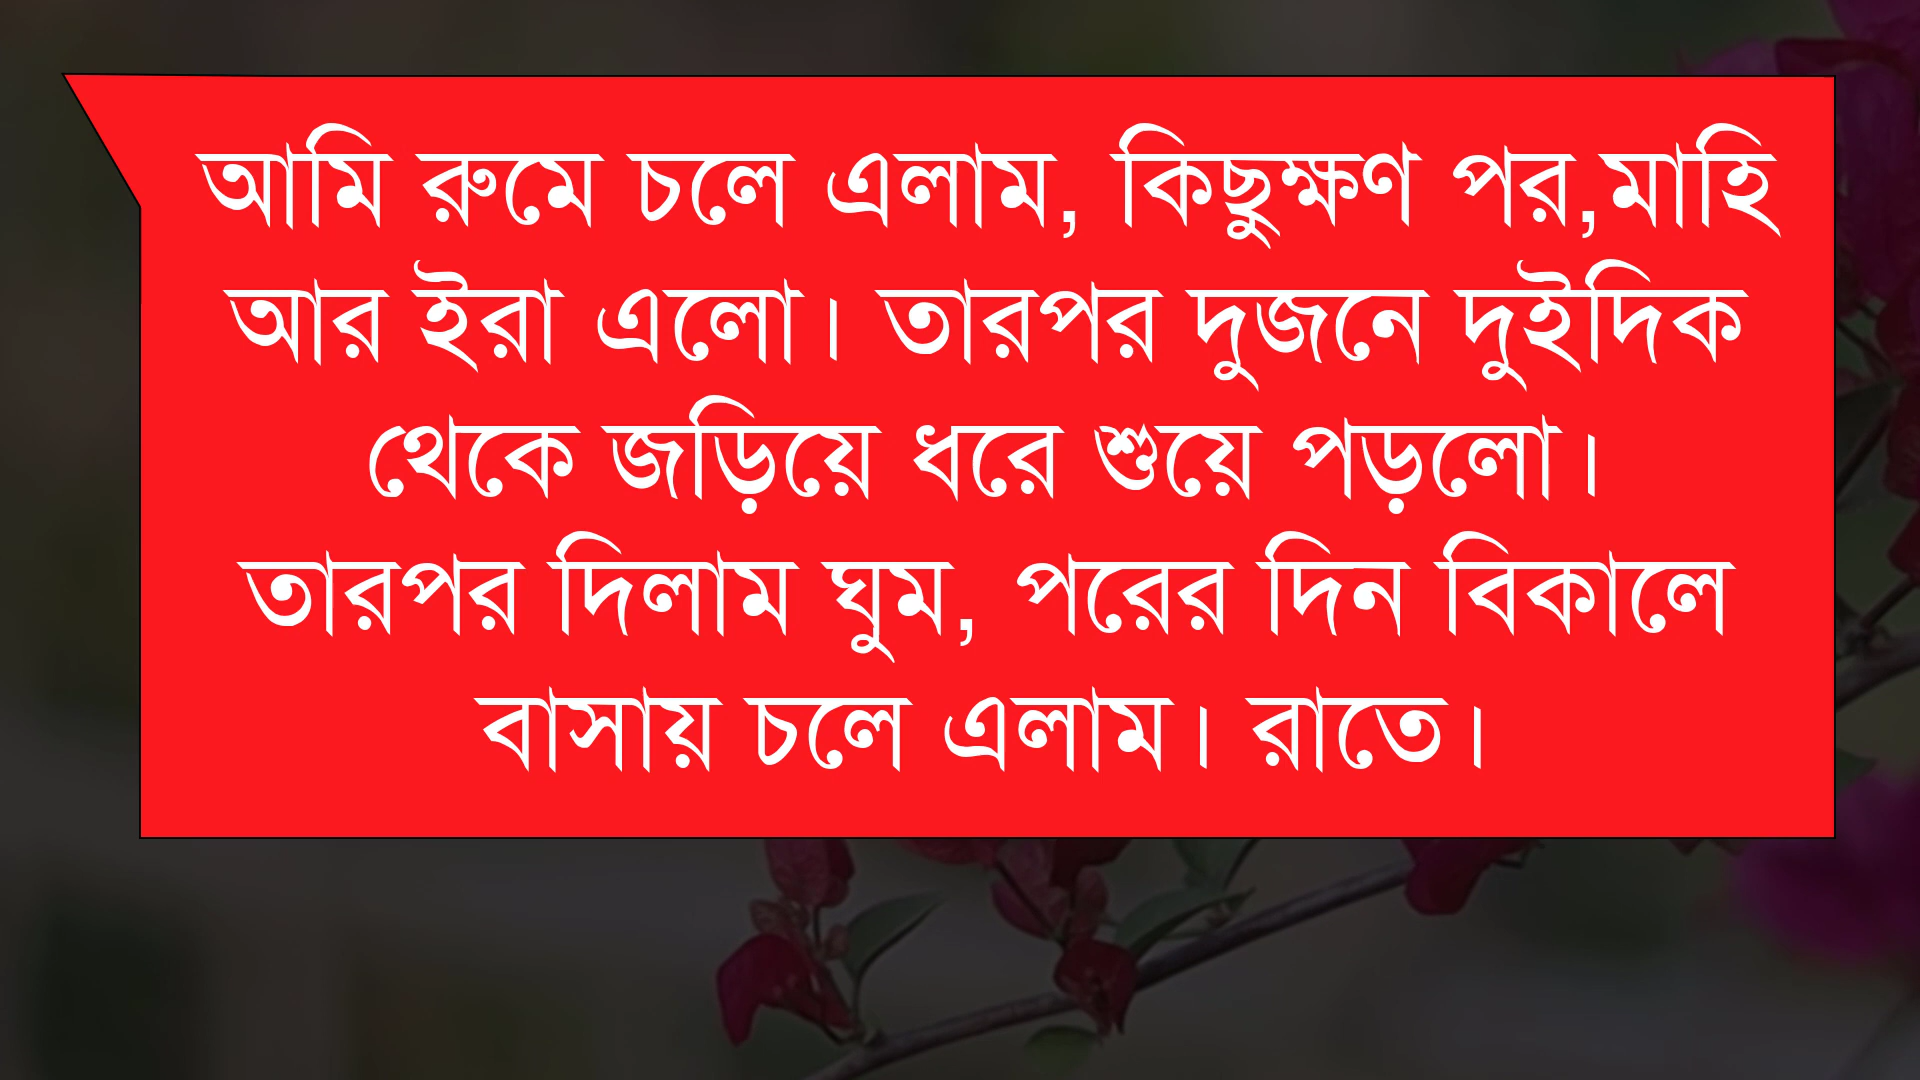 আমি রুমে চলে এলাম, কিছুক্ষণ পর,মাহি
আর ইরা এলো। তারপর দুজনে দুইদিক
থেকে জড়িয়ে ধরে শুয়ে পড়লো।
তারপর দিলাম ঘুম, পরের দিন বিকালে
বাসায় চলে এলাম। রাতে।